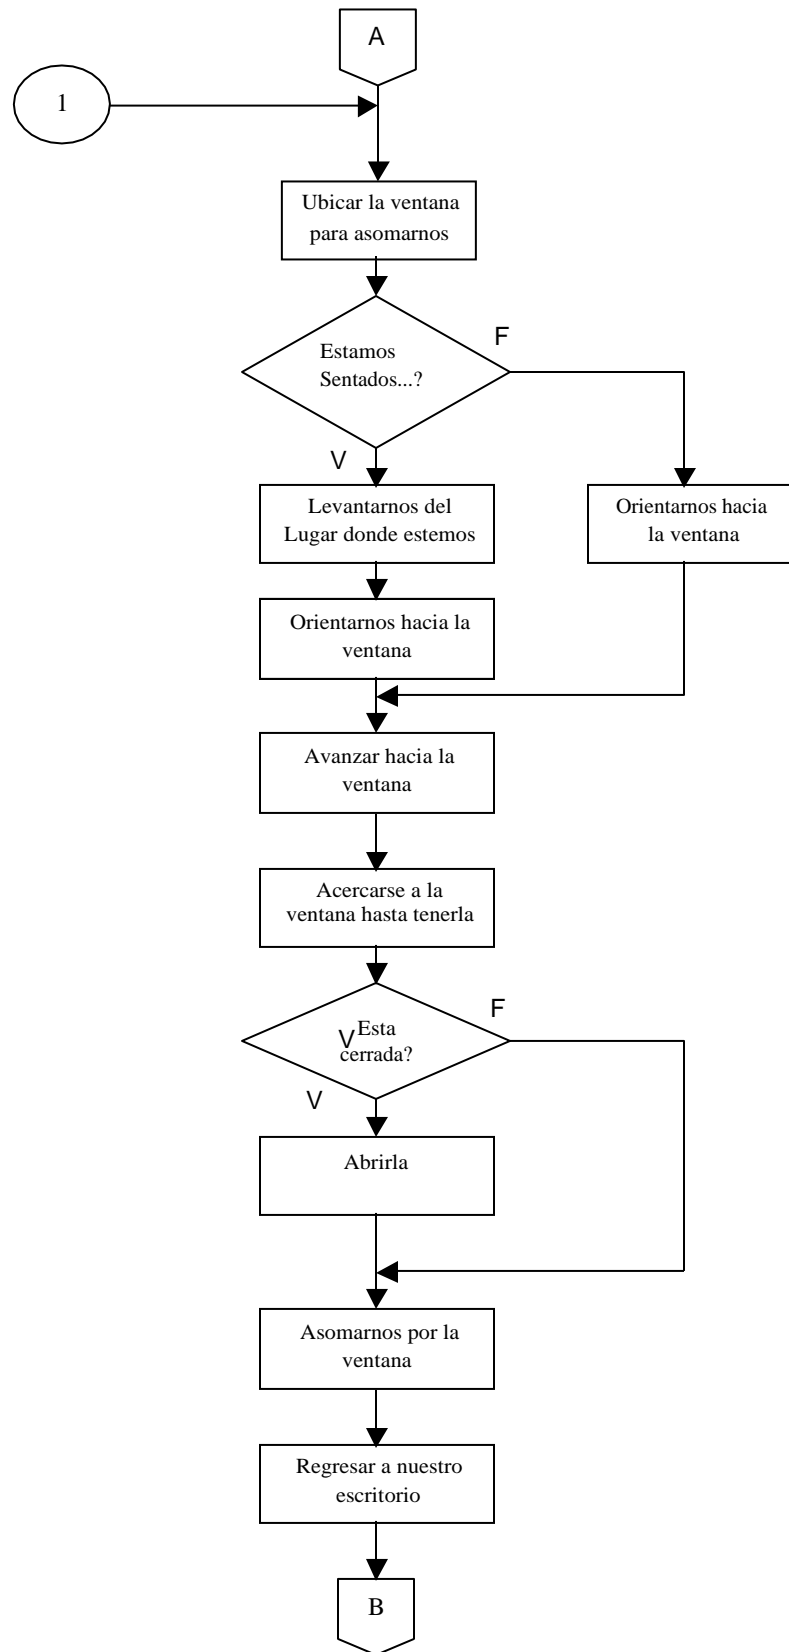 A
1
Ubicar la ventana
para asomarnos
F
Estamos
Sentados...?
V
Levantarnos del
Lugar donde estemos
Orientarnos hacia
la ventana
Orientarnos hacia la
ventana
Avanzar hacia la
ventana
Acercarse a la
ventana hasta tenerla
F
V
Esta
cerrada?
V
Abrirla
Asomarnos por la
ventana
Regresar a nuestro
escritorio
B